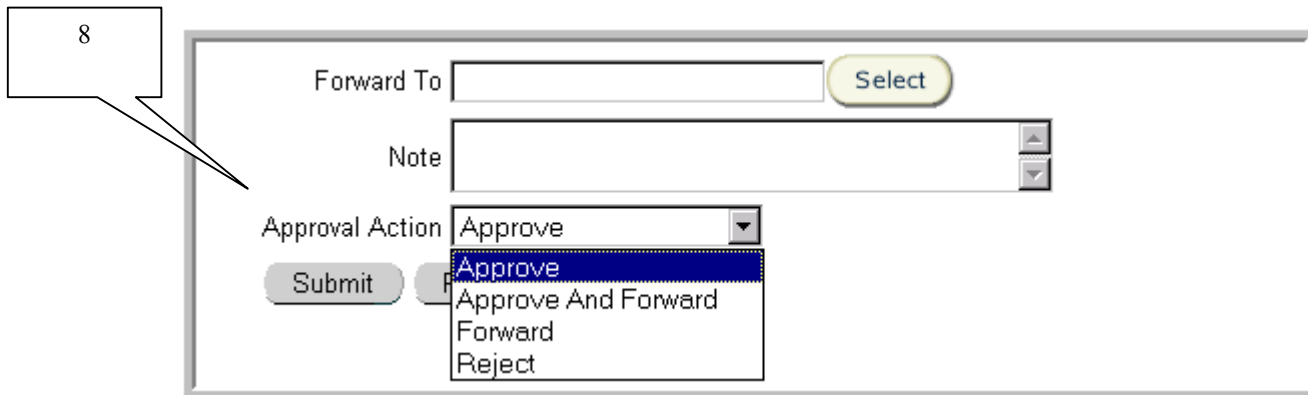 8
Forward To
Select
Note
Approval Action Approve
Submit
Approve
Approve And Forward
Forward
Reject